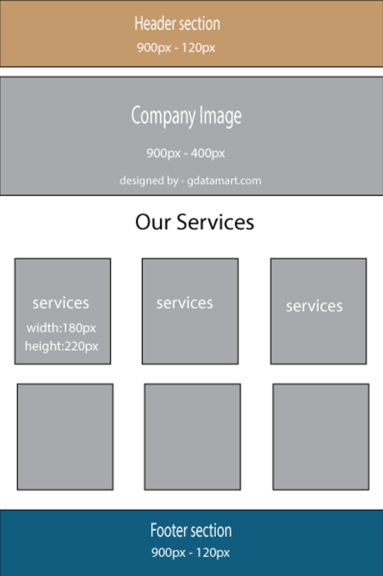 Header section
900px - 120px
Company Image
900px - 400px
designed by - gdatamart.com
Our Services
services
width:180px
height:220px
services
services
Footer section
900px - 120px